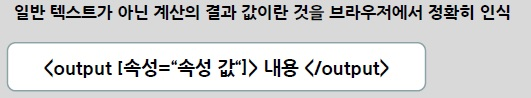 일반 텍스트가 아닌 계산의 결과 값이란 것을 브라우저에서 정확히 인식
<output [속성=“속성 값“]> 내용 </output>